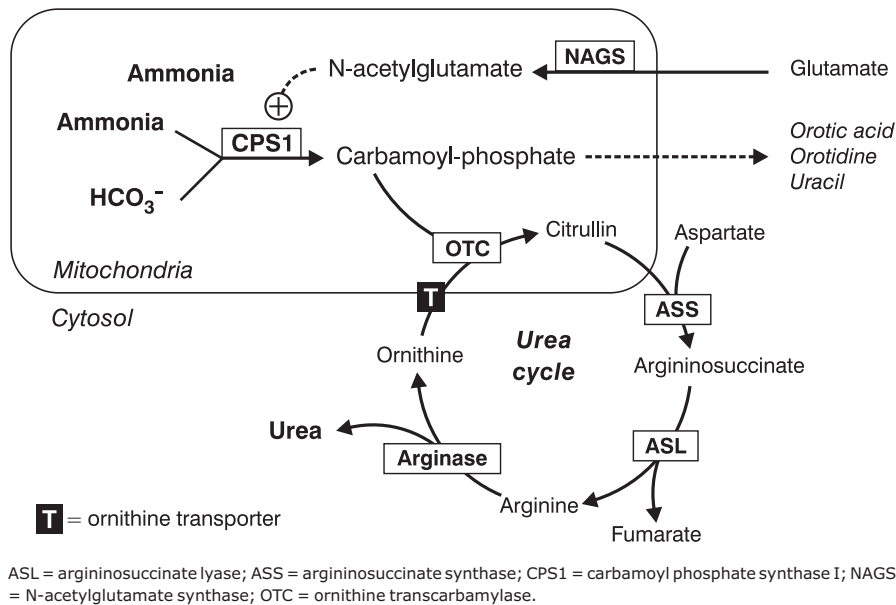 NAGS
Ammonia
N-acetylglutamate
Glutamate
+
Ammonia
CPS1
Carbamoyl-phosphate
Orotic acid
Orotidine
Uracil
HCO3−
OTC
Citrullin
Aspartate
Mitochondria
T
ASS
Cytosol
Urea
cycle
Ornithine
Argininosuccinate
Urea
Arginase
ASL
Arginine
T = ornithine transporter
Fumarate
ASL = argininosuccinate lyase; ASS = argininosuccinate synthase; CPS1 = carbamoyl phosphate synthase I; NAGS
= N-acetylglutamate synthase; OTC = ornithine transcarbamylase.